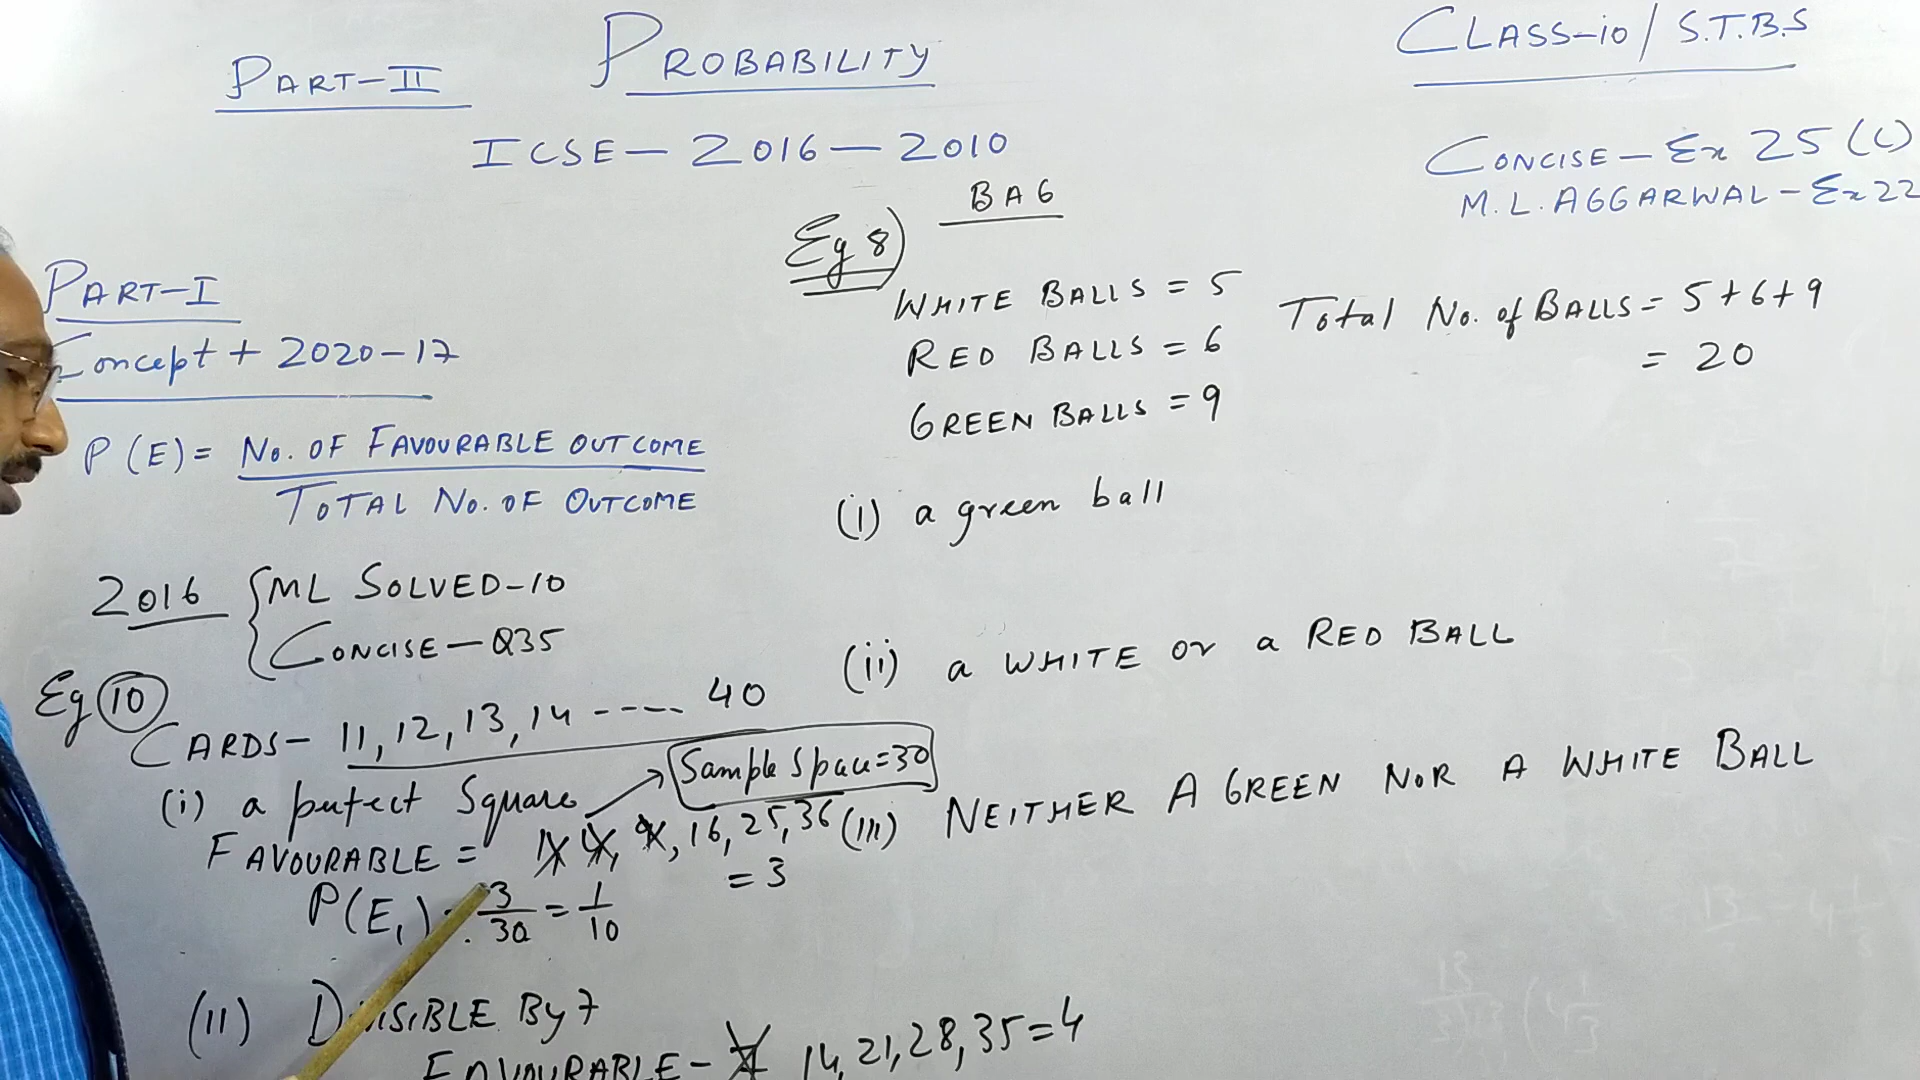 PART-II
PROBABILITY
CLASS-10 / S.T.B.S
ICSE - 2016 - 2010
CONCISE - Ex 25 (C)
M.L. AGGARWAL - Ex 22
PART-I
Concept + 2020-17
P(E) = No. OF FAVOURABLE OUTCOME
TOTAL No. OF OUTCOME
2016 { ML SOLVED-10
CONCISE - Q35
Eg 10
CARDS - 11, 12, 13, 14 ----- 40
(i) a perfect Square
Sample Space = 30
FAVOURABLE = 1, 4, 9, 16, 25, 36
= 3
P(E1) = 3/30 = 1/10
(II) DIVISIBLE By 7
FAVOURABLE - 7 14, 21, 28, 35 = 4
Eg 8)
BAG
WHITE BALLS = 5
RED BALLS = 6
GREEN BALLS = 9
Total No. of BALLS = 5+6+9
= 20
(i) a green ball
(ii) a WHITE or a RED BALL
(III) NEITHER A GREEN NOR A WHITE BALL